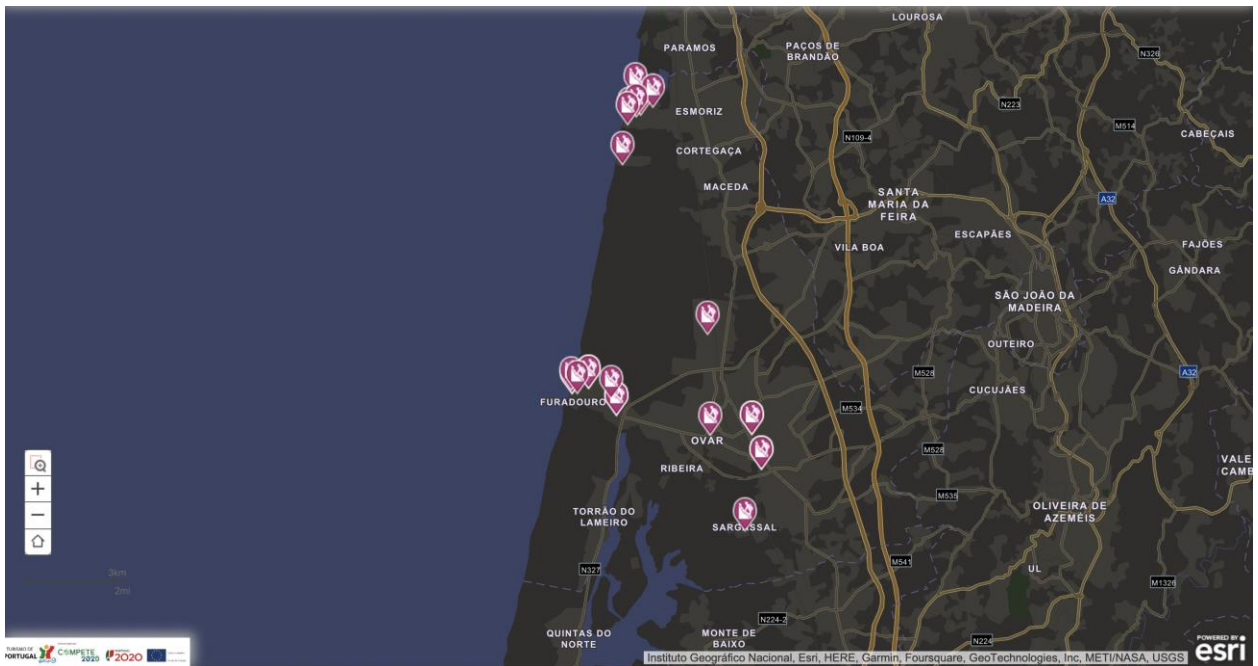 LOUROSA
PARAMOS
PAÇOS DE
BRANDÃO
N326
N223
ESMORIZ
M514
CABEÇAIS
N109-4
CORTEGAÇA
MACEDA
SANTA
MARIA DA
FEIRA
A32
ESCAPÃES
VILA BOA
FAJÕES
GÂNDARA
SÃO JOÃO DA
MADEIRA
OUTEIRO
M528
A32
CUCUJÃES
FURADOURO
M534
OVAR
M528
RIBEIRA
VALE
CAMB
M535
OLIVEIRA DE
AZEMÉIS
TORRÃO DO
LAMEIRO
SARGESSAL
M541
UL
N327
M1326
3km
2mi
N224-2
QUINTAS DO
NORTE
MONTE DE
BAIXO
N224
TURISMO DE
PORTUGAL
COMPETE
2020
2020
POWERED BY
esri
Instituto Geográfico Nacional, Esri, HERE, Garmin, Foursquare, GeoTechnologies, Inc, METI/NASA, USGS